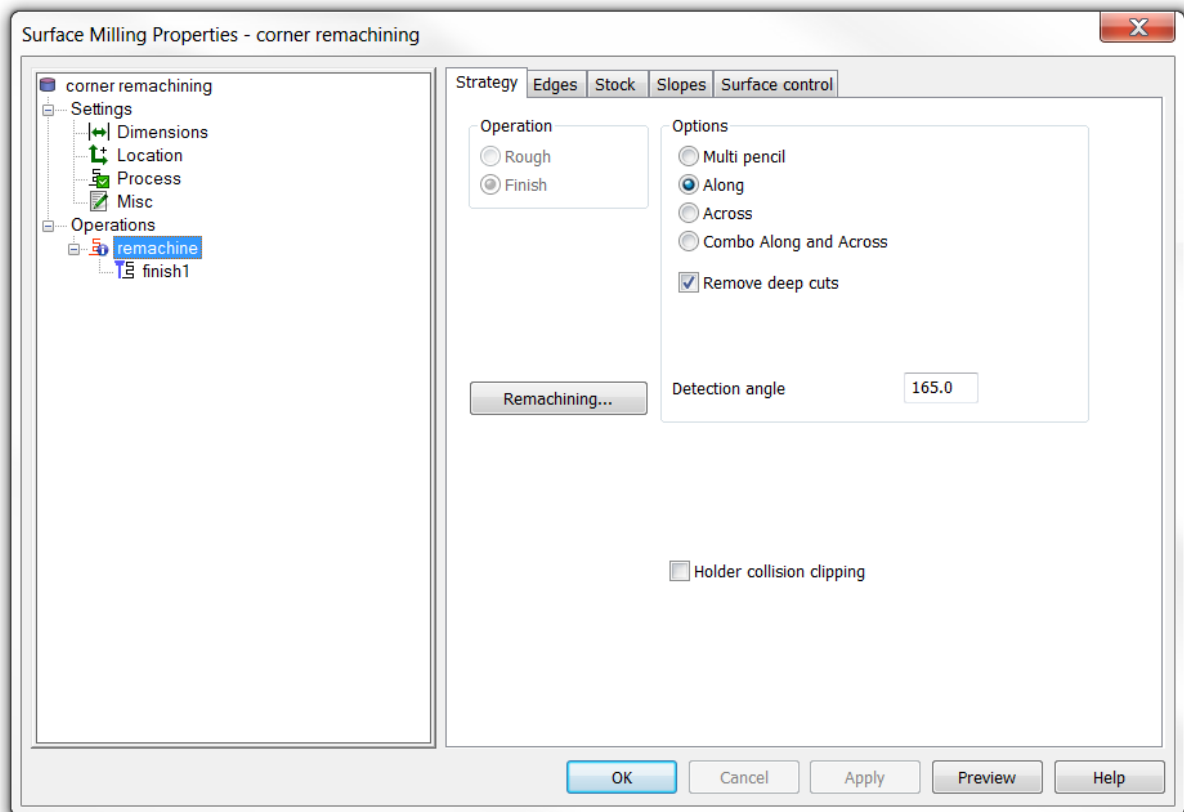 Surface Milling Properties - corner remachining
corner remachining
Settings
Dimensions
Location
Process
Misc
Operations
remachine
finish1
Strategy Edges Stock Slopes Surface control
Operation
Rough
Finish
Options
Multi pencil
Along
Across
Combo Along and Across
Remove deep cuts
Remachining...
Detection angle 165.0
Holder collision clipping
OK Cancel Apply Preview Help